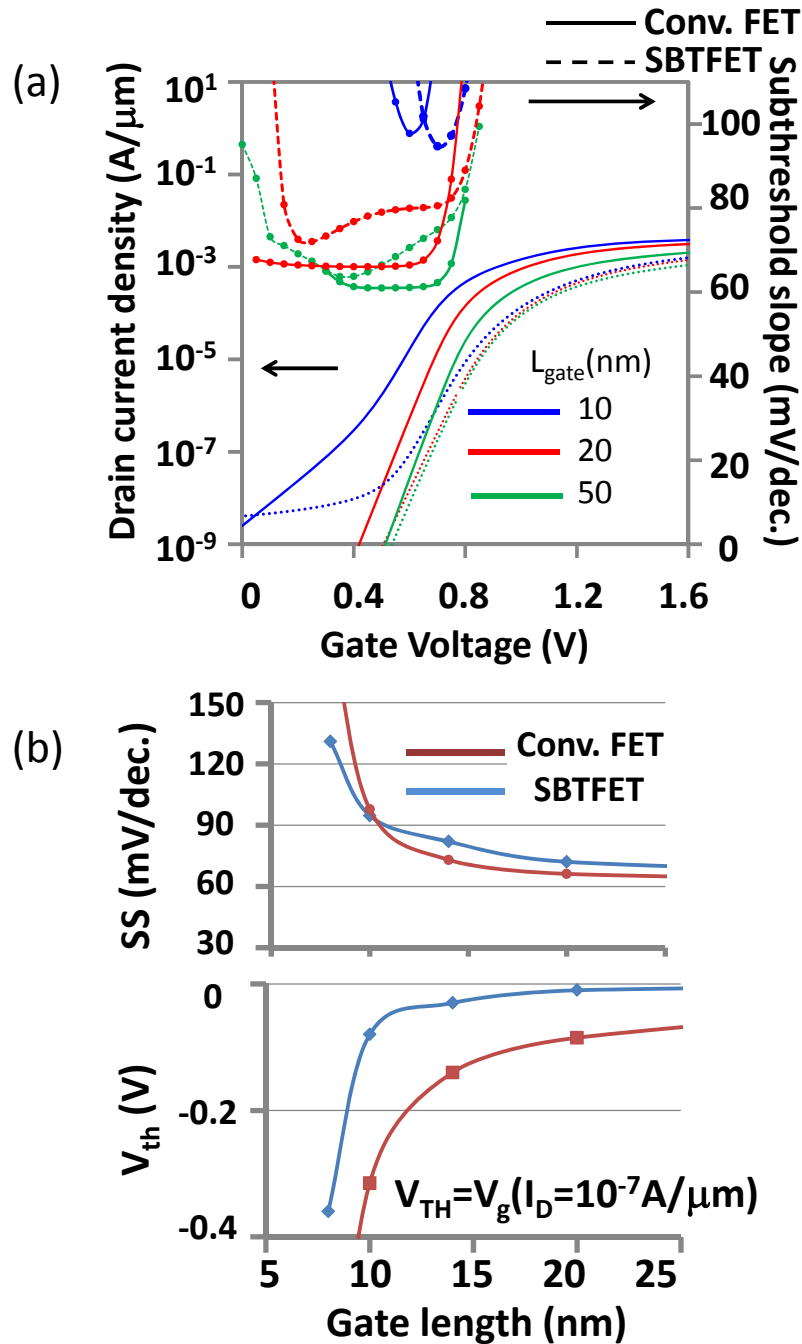 Conv. FET
SBTFET
(a)
Drain current density (A/μm)
10¹
10⁻¹
10⁻³
10⁻⁵
10⁻⁷
10⁻⁹
100
80
60
40
20
0
Subthreshold slope (mV/dec.)
L_gate(nm)
10
20
50
0 0.4 0.8 1.2 1.6
Gate Voltage (V)
(b)
SS (mV/dec.)
150
120
90
60
30
Conv. FET
SBTFET
V_th (V)
0
-0.2
-0.4
V_TH=V_g(I_D=10⁻⁷A/μm)
5 10 15 20 25
Gate length (nm)